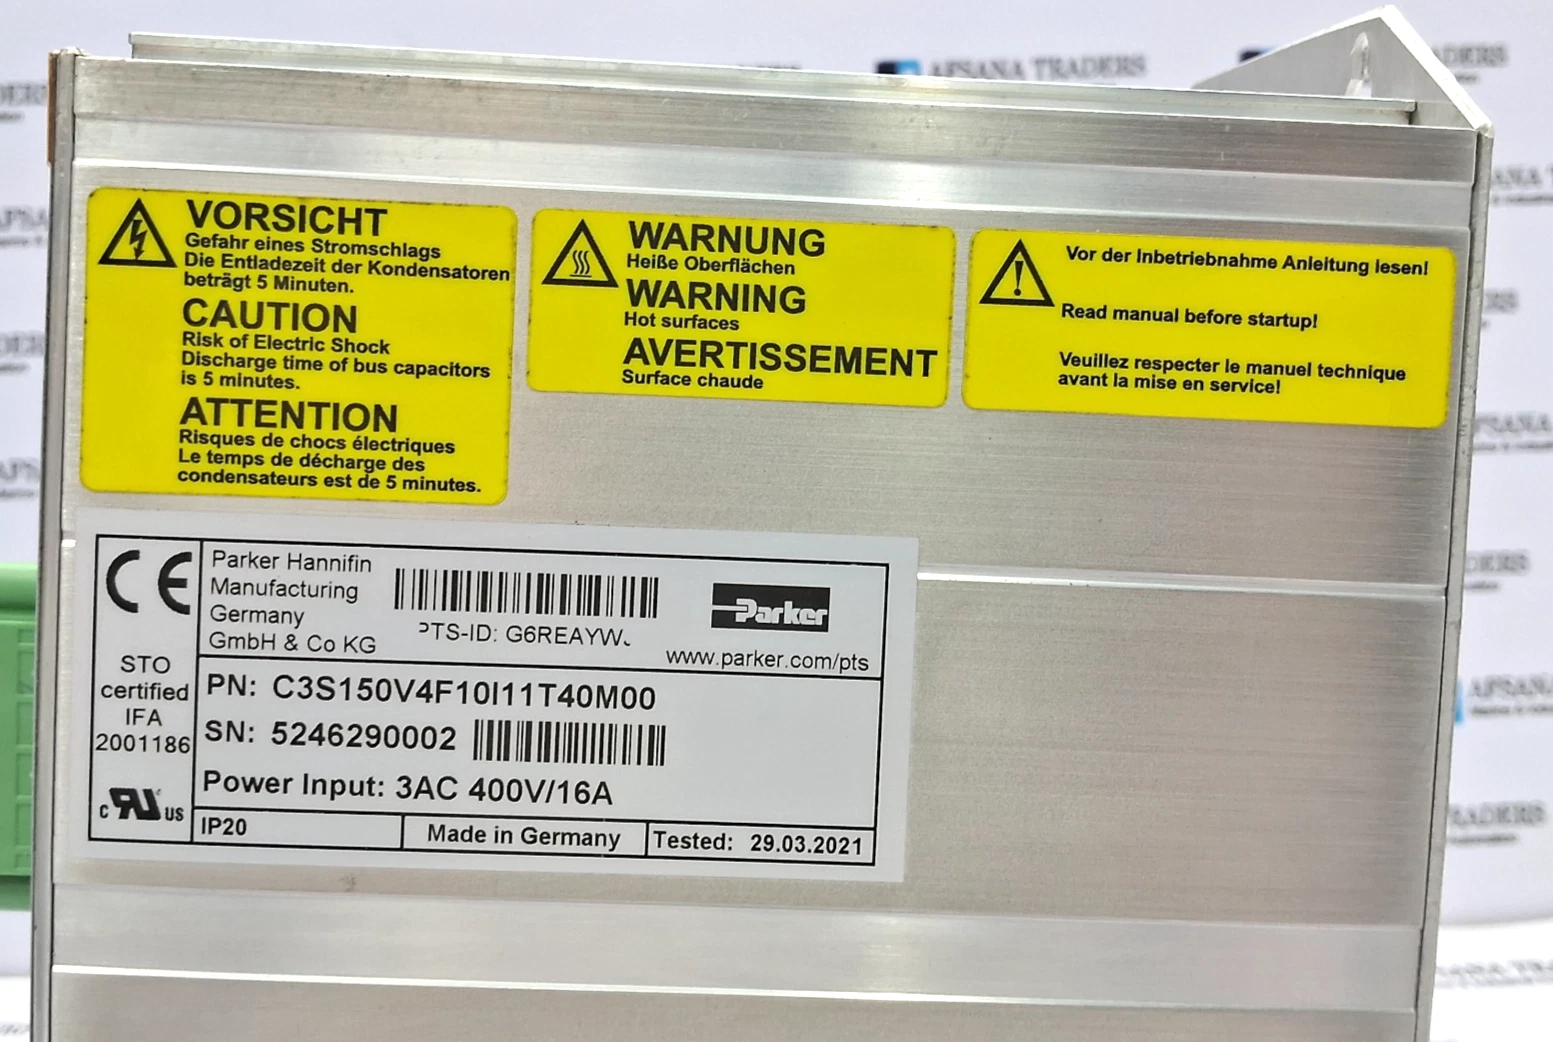 AFSANA TRADERS
VORSICHT
Gefahr eines Stromschlags
Die Entladezeit der Kondensatoren
beträgt 5 Minuten.
CAUTION
Risk of Electric Shock
Discharge time of bus capacitors
is 5 minutes.
ATTENTION
Risques de chocs électriques
Le temps de décharge des
condensateurs est de 5 minutes.
WARNUNG
Heiße Oberflächen
WARNING
Hot surfaces
AVERTISSEMENT
Surface chaude
Vor der Inbetriebnahme Anleitung lesen!
Read manual before startup!
Veuillez respecter le manuel technique
avant la mise en service!
CE
STO
certified
IFA
2001186
c RU US
Parker Hannifin
Manufacturing
Germany
GmbH & Co KG
PTS-ID: G6REAYW
Parker
www.parker.com/pts
PN: C3S150V4F10I11T40M00
SN: 5246290002
Power Input: 3AC 400V/16A
IP20
Made in Germany
Tested: 29.03.2021